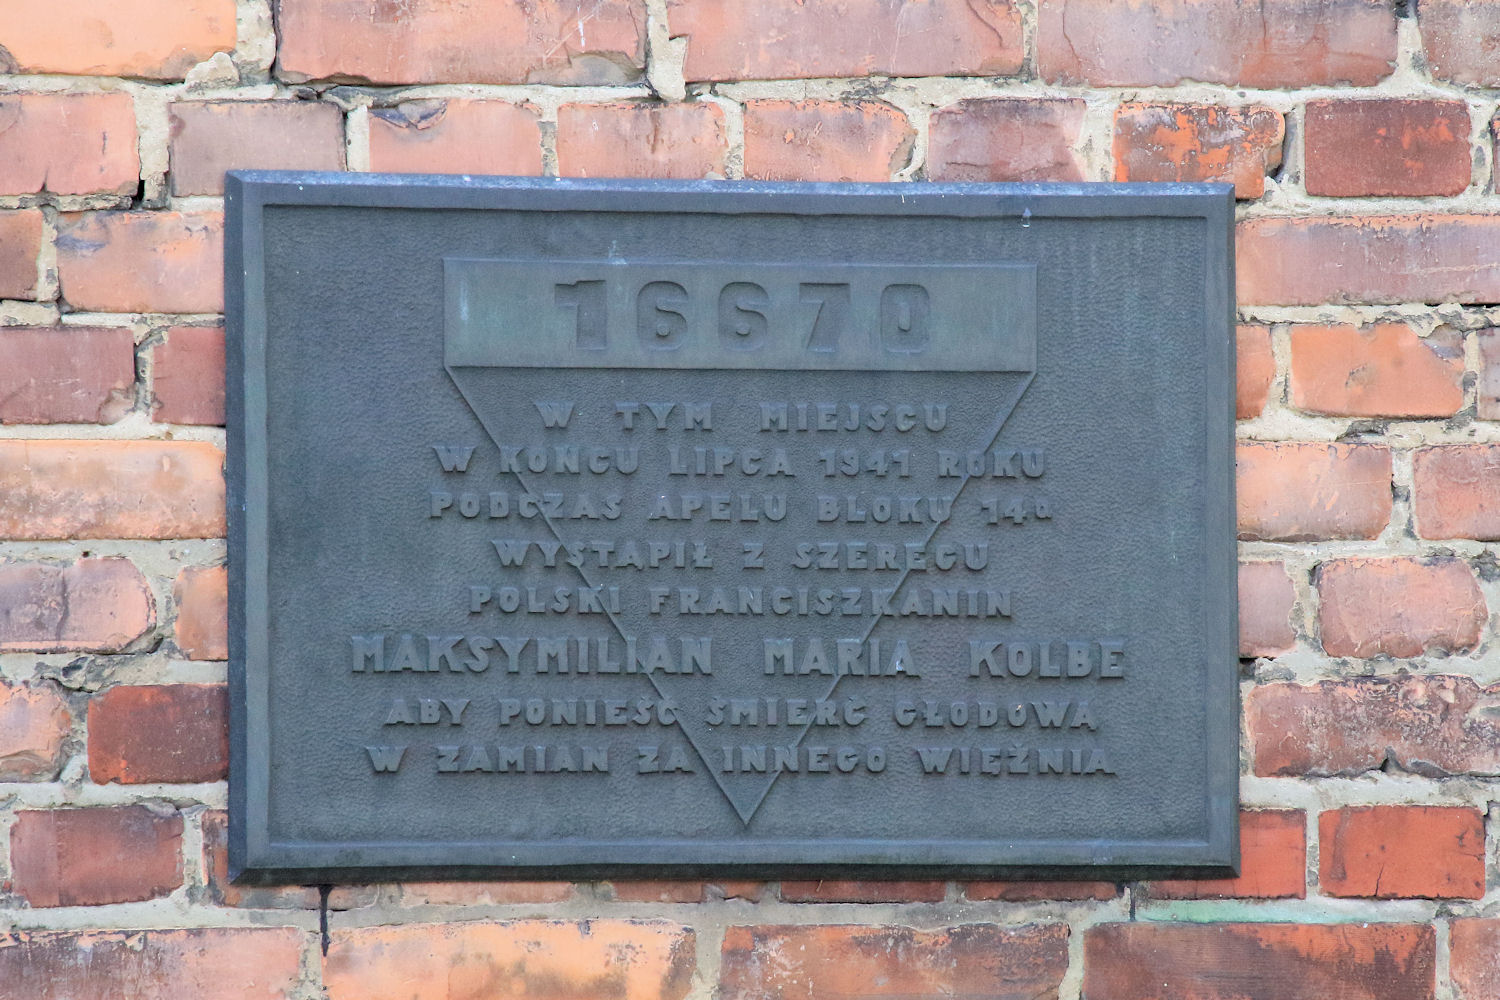 16670
W TYM MIEJSCU
W KOŃCU LIPCA 1941 ROKU
PODCZAS APELU BLOKU 14a
WYSTĄPIŁ Z SZEREGU
POLSKI FRANCISZKANIN
MAKSYMILIAN MARIA KOLBE
ABY PONIEŚĆ ŚMIERĆ GŁODOWĄ
W ZAMIAN ZA INNEGO WIĘŹNIA